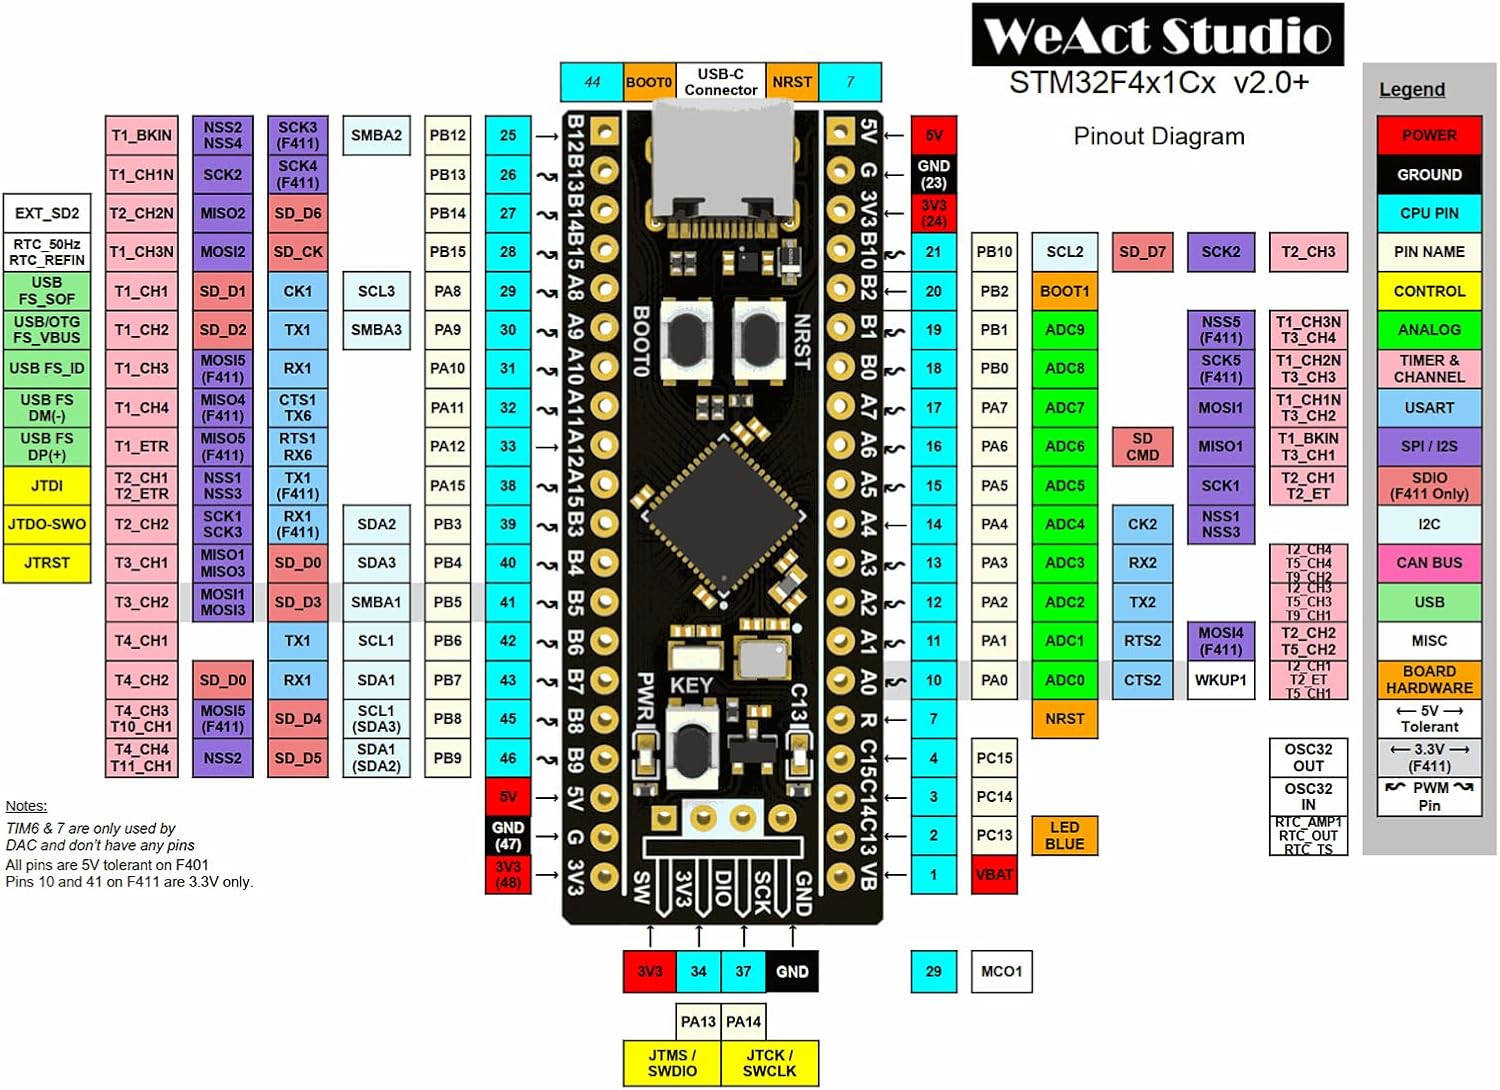 WeAct Studio
STM32F4x1Cx v2.0+
Pinout Diagram
44 BOOT0 USB-C Connector NRST 7
T1_BKIN NSS2 NSS4 SCK3 (F411) SMBA2 PB12 25
T1_CH1N SCK2 SCK4 (F411) PB13 26
EXT_SD2 T2_CH2N MISO2 SD_D6 PB14 27
RTC_50Hz RTC_REFIN T1_CH3N MOSI2 SD_CK PB15 28
USB FS_SOF T1_CH1 SD_D1 CK1 SCL3 PA8 29
USB/OTG FS_VBUS T1_CH2 SD_D2 TX1 SMBA3 PA9 30
USB FS_ID T1_CH3 MOSI5 (F411) RX1 PA10 31
USB FS DM(-) T1_CH4 MISO4 (F411) CTS1 TX6 PA11 32
USB FS DP(+) T1_ETR MISO5 (F411) RTS1 RX6 PA12 33
JTDI T2_CH1 T2_ETR NSS1 NSS3 TX1 (F411) PA15 38
JTDO-SWO T2_CH2 SCK1 SCK3 RX1 (F411) SDA2 PB3 39
JTRST T3_CH1 MISO1 MISO3 SD_D0 SDA3 PB4 40
T3_CH2 MOSI1 MOSI3 SD_D3 SMBA1 PB5 41
T4_CH1 TX1 SCL1 PB6 42
T4_CH2 SD_D0 RX1 SDA1 PB7 43
T4_CH3 T10_CH1 MOSI5 (F411) SD_D4 SCL1 (SDA3) PB8 45
T4_CH4 T11_CH1 NSS2 SD_D5 SDA1 (SDA2) PB9 46
5V
GND (47)
3V3 (48)
B12 B13 B14 B15 A8 A9 A10 A11 A12 A15 B3 B4 B5 B6 B7 B8 B9 5V G 3V3
BOOT0 NRST
KEY
PWR C13
SW 3V3 DIO SCK GND
5V G 3V3 B10 B2 B1 B0 A7 A6 A5 A4 A3 A2 A1 A0 R C15 C14 C13 VB
5V
GND (23)
3V3 (24)
21 PB10 SCL2 SD_D7 SCK2 T2_CH3
20 PB2 BOOT1
19 PB1 ADC9 NSS5 (F411) T1_CH3N T3_CH4
18 PB0 ADC8 SCK5 (F411) T1_CH2N T3_CH3
17 PA7 ADC7 MOSI1 T1_CH1N T3_CH2
16 PA6 ADC6 SD CMD MISO1 T1_BKIN T3_CH1
15 PA5 ADC5 SCK1 T2_CH1 T2_ET
14 PA4 ADC4 CK2 NSS1 NSS3
13 PA3 ADC3 RX2 T2_CH4 T5_CH4 T9_CH2
12 PA2 ADC2 TX2 T2_CH3 T5_CH3 T9_CH1
11 PA1 ADC1 RTS2 MOSI4 (F411) T2_CH2 T5_CH2
10 PA0 ADC0 CTS2 WKUP1 T2_CH1 T2_ET T5_CH1
7 NRST
4 PC15 OSC32 OUT
3 PC14 OSC32 IN
2 PC13 LED BLUE RTC_AMP1 RTC_OUT RTC_TS
1 VBAT
29 MCO1
3V3 34 37 GND
PA13 PA14
JTMS / SWDIO JTCK / SWCLK
Notes:
TIM6 & 7 are only used by
DAC and don't have any pins
All pins are 5V tolerant on F401
Pins 10 and 41 on F411 are 3.3V only.
Legend
POWER
GROUND
CPU PIN
PIN NAME
CONTROL
ANALOG
TIMER &
CHANNEL
USART
SPI / I2S
SDIO
(F411 Only)
I2C
CAN BUS
USB
MISC
BOARD
HARDWARE
← 5V →
Tolerant
← 3.3V →
(F411)
PWM
Pin